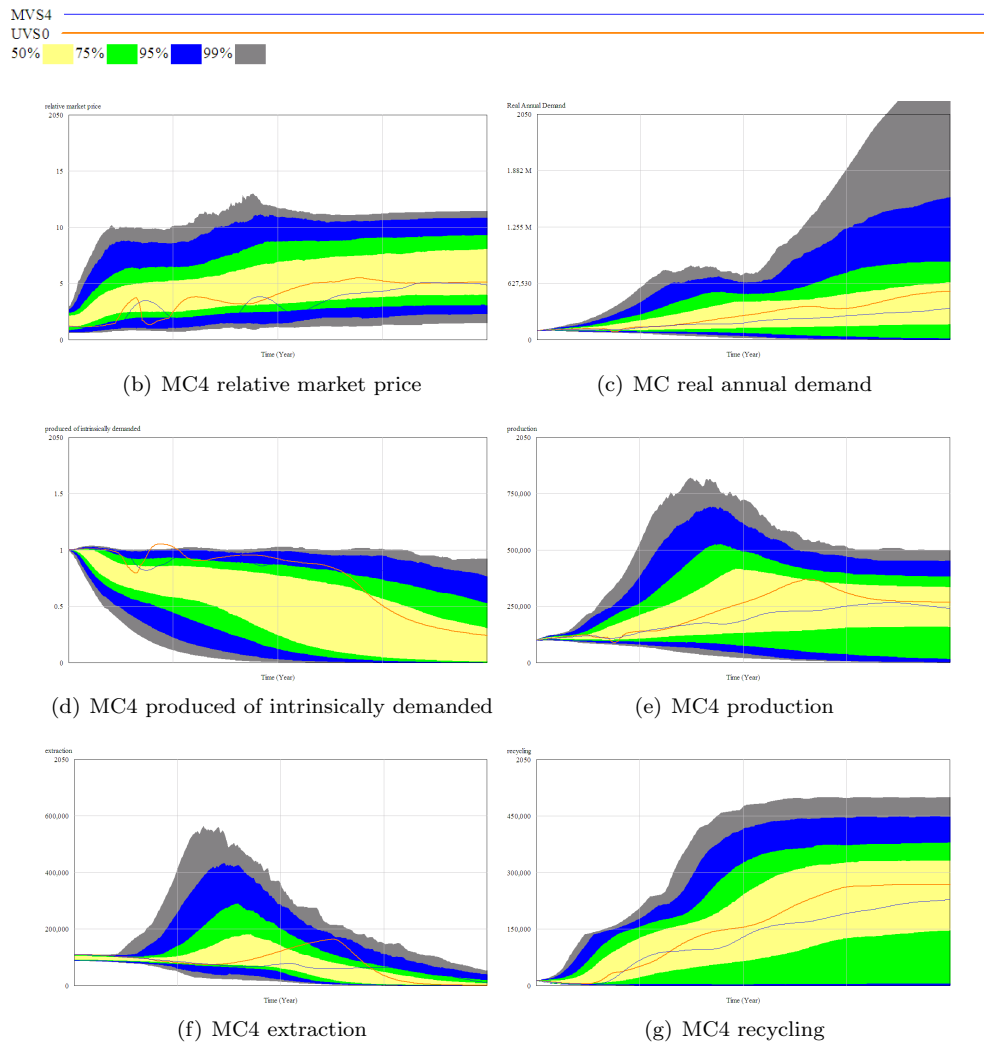 MVS4
UVS0
50% 75% 95% 99%
relative market price
2050
15
10
5
0
Time (Year)
(b) MC4 relative market price
Real Annual Demand
2050
1.882 M
1.255 M
627,530
0
Time (Year)
(c) MC real annual demand
produced of intrinsically demanded
2050
1.5
1
0.5
0
Time (Year)
(d) MC4 produced of intrinsically demanded
production
2050
750,000
500,000
250,000
0
Time (Year)
(e) MC4 production
extraction
2050
600,000
400,000
200,000
0
Time (Year)
(f) MC4 extraction
recycling
2050
450,000
300,000
150,000
0
Time (Year)
(g) MC4 recycling